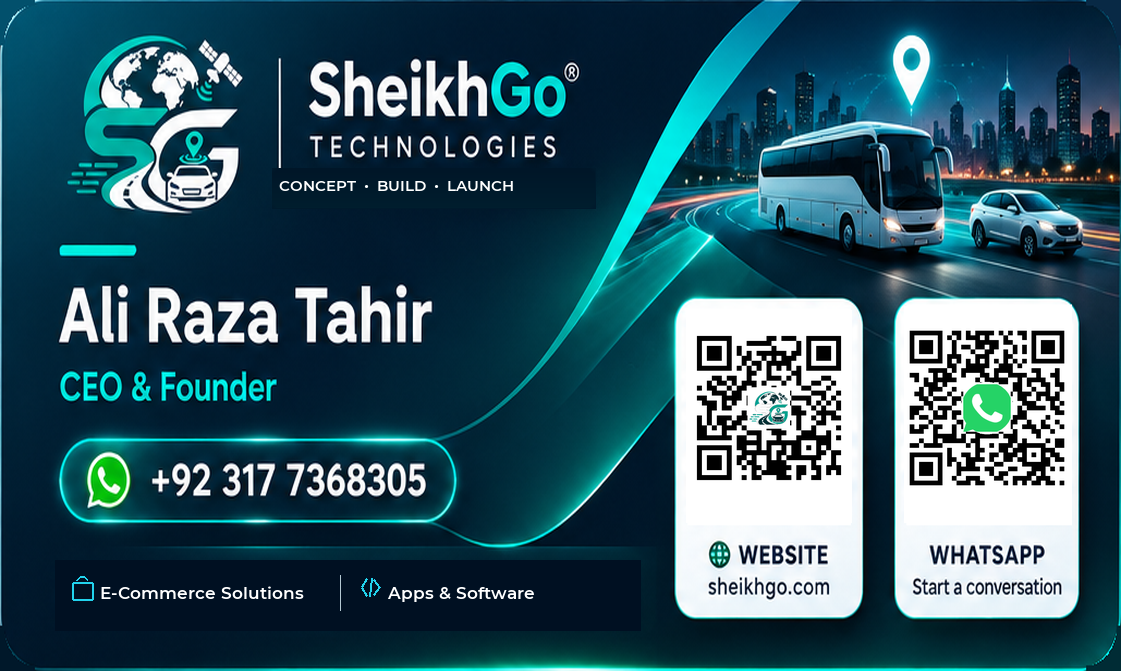 SG
SheikhGo®
TECHNOLOGIES
CONCEPT • BUILD • LAUNCH
Ali Raza Tahir
CEO & Founder
+92 317 7368305
E-Commerce Solutions
Apps & Software
WEBSITE
sheikhgo.com
WHATSAPP
Start a conversation